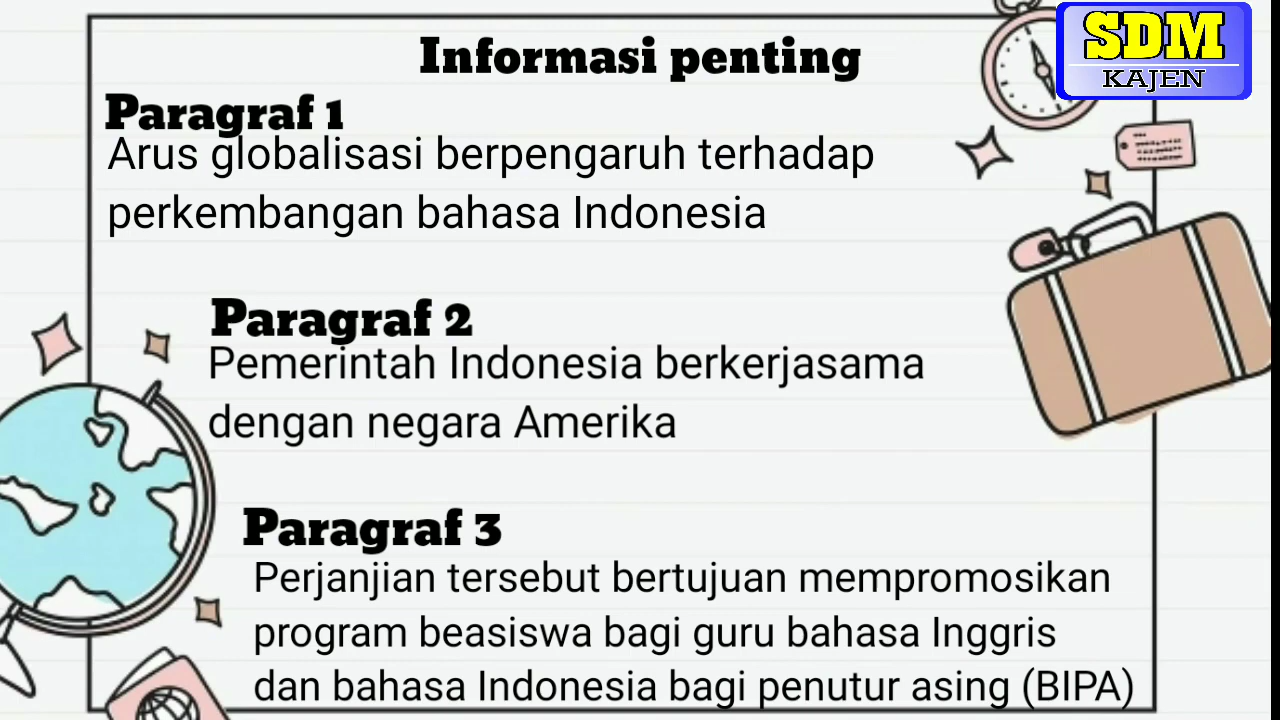 SDM
KAJEN
Informasi penting
Paragraf 1
Arus globalisasi berpengaruh terhadap
perkembangan bahasa Indonesia
Paragraf 2
Pemerintah Indonesia berkerjasama
dengan negara Amerika
Paragraf 3
Perjanjian tersebut bertujuan mempromosikan
program beasiswa bagi guru bahasa Inggris
dan bahasa Indonesia bagi penutur asing (BIPA)